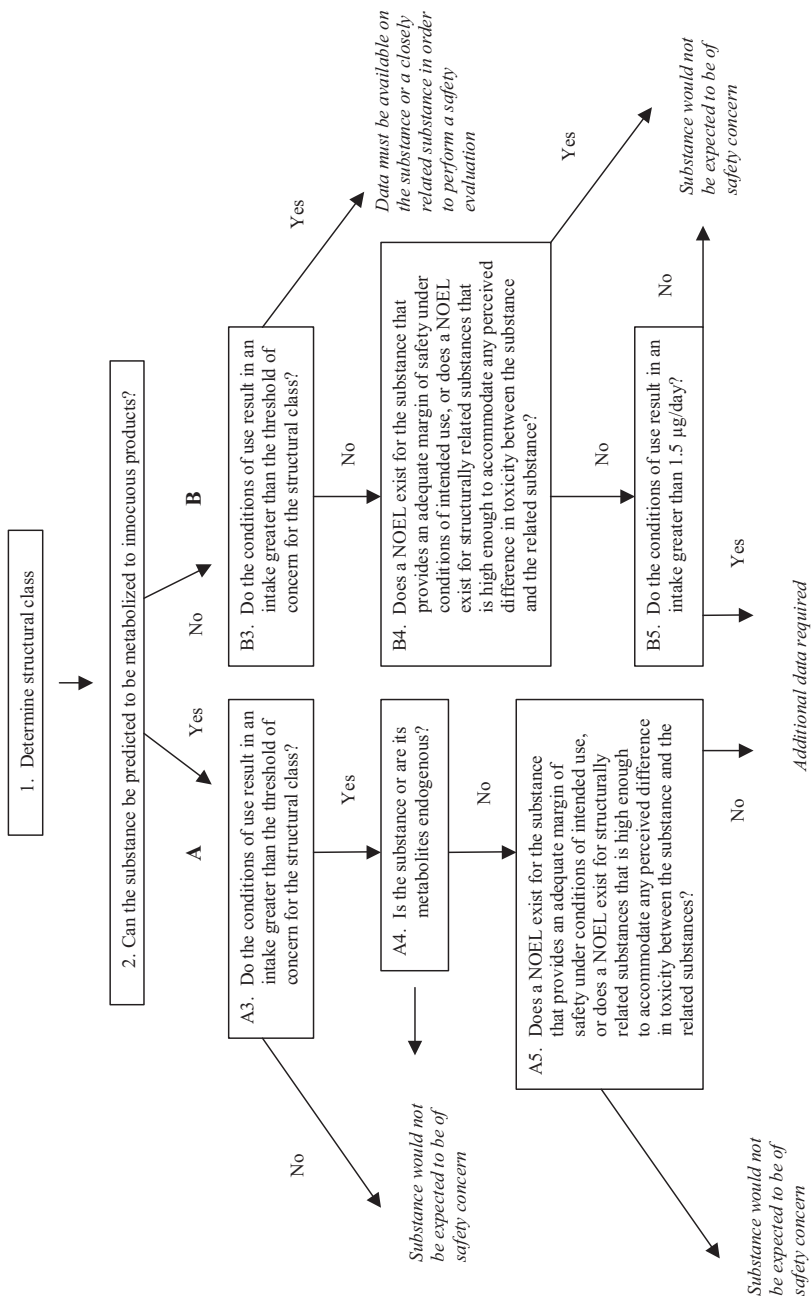 1. Determine structural class
2. Can the substance be predicted to be metabolized to innocuous products?
Yes
No
A
B
A3. Do the conditions of use result in an
intake greater than the threshold of
concern for the structural class?
No
Yes
Substance would not
be expected to be of
safety concern
A4. Is the substance or are its
metabolites endogenous?
No
A5. Does a NOEL exist for the substance
that provides an adequate margin of
safety under conditions of intended use,
or does a NOEL exist for structurally
related substances that is high enough
to accommodate any perceived difference
in toxicity between the substance and the
related substances?
Substance would not
be expected to be of
safety concern
No
B3. Do the conditions of use result in an
intake greater than the threshold of
concern for the structural class?
Yes
Data must be available on
the substance or a closely
related substance in order
to perform a safety
evaluation
No
B4. Does a NOEL exist for the substance that
provides an adequate margin of safety under
conditions of intended use, or does a NOEL
exist for structurally related substances that
is high enough to accommodate any perceived
difference in toxicity between the substance
and the related substance?
Yes
Substance would not
be expected to be of
safety concern
No
B5. Do the conditions of use result in an
intake greater than 1.5 µg/day?
No
Yes
Additional data required